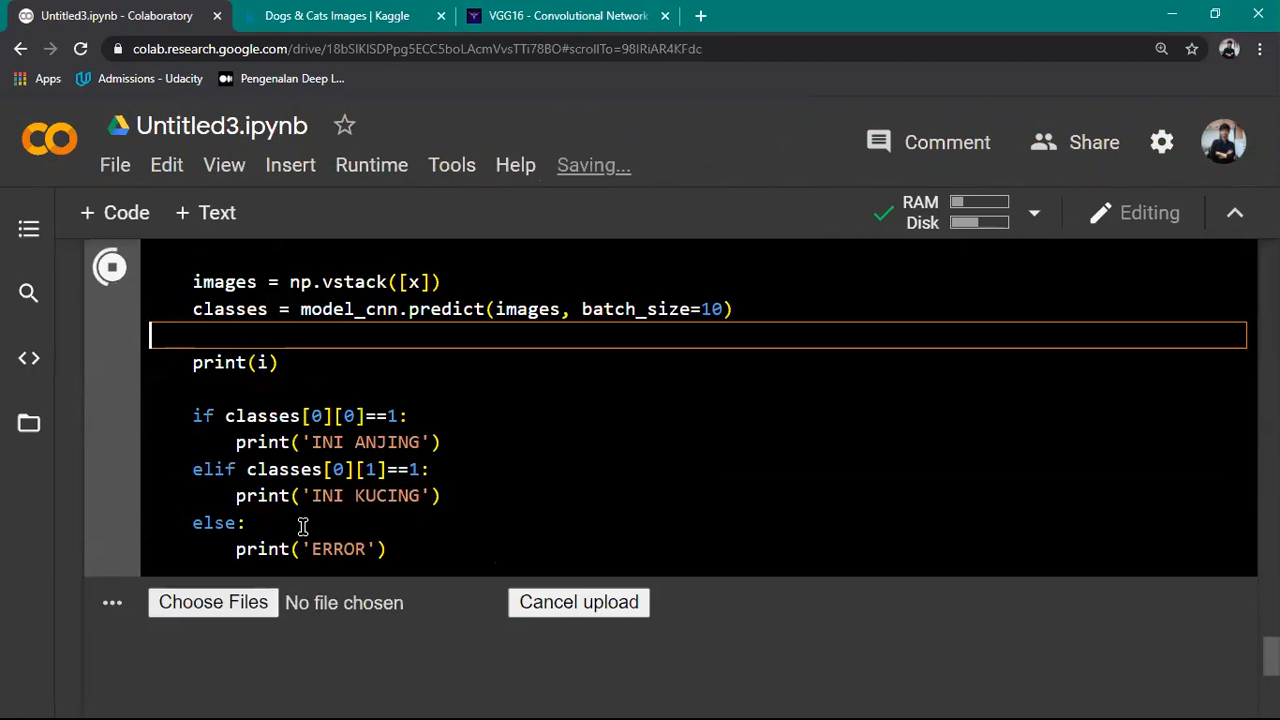 Untitled3.ipynb - Colaboratory
Dogs & Cats Images | Kaggle
VGG16 - Convolutional Network
colab.research.google.com/drive/18bSIKISDPpg5ECC5boLAcmVvsTTi78BO#scrollTo=98IRiAR4KFdc
Apps
Admissions - Udacity
Pengenalan Deep L...
Untitled3.ipynb
File Edit View Insert Runtime Tools Help Saving...
Comment
Share
+ Code + Text
RAM
Disk
Editing
images = np.vstack([x])
classes = model_cnn.predict(images, batch_size=10)
print(i)
if classes[0][0]==1:
print('INI ANJING')
elif classes[0][1]==1:
print('INI KUCING')
else:
print('ERROR')
Choose Files No file chosen Cancel upload